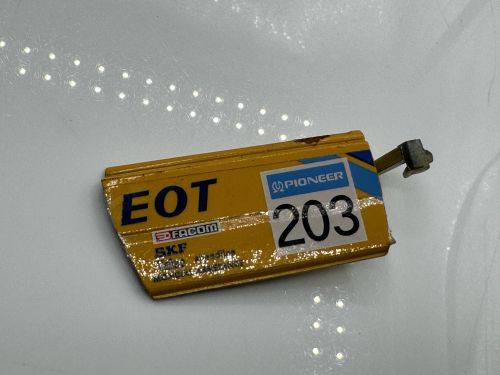 EOT
PIONEER
203
FACOM
SKF